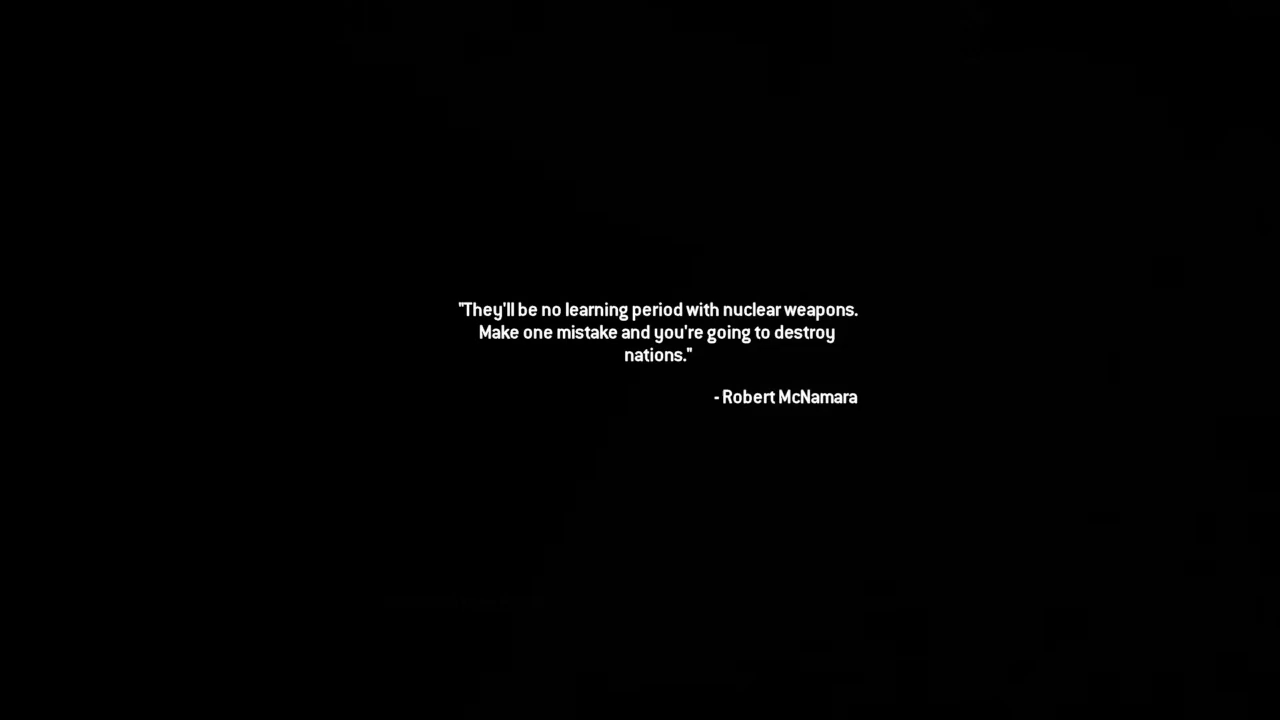 "They'll be no learning period with nuclear weapons.
Make one mistake and you're going to destroy
nations."
- Robert McNamara